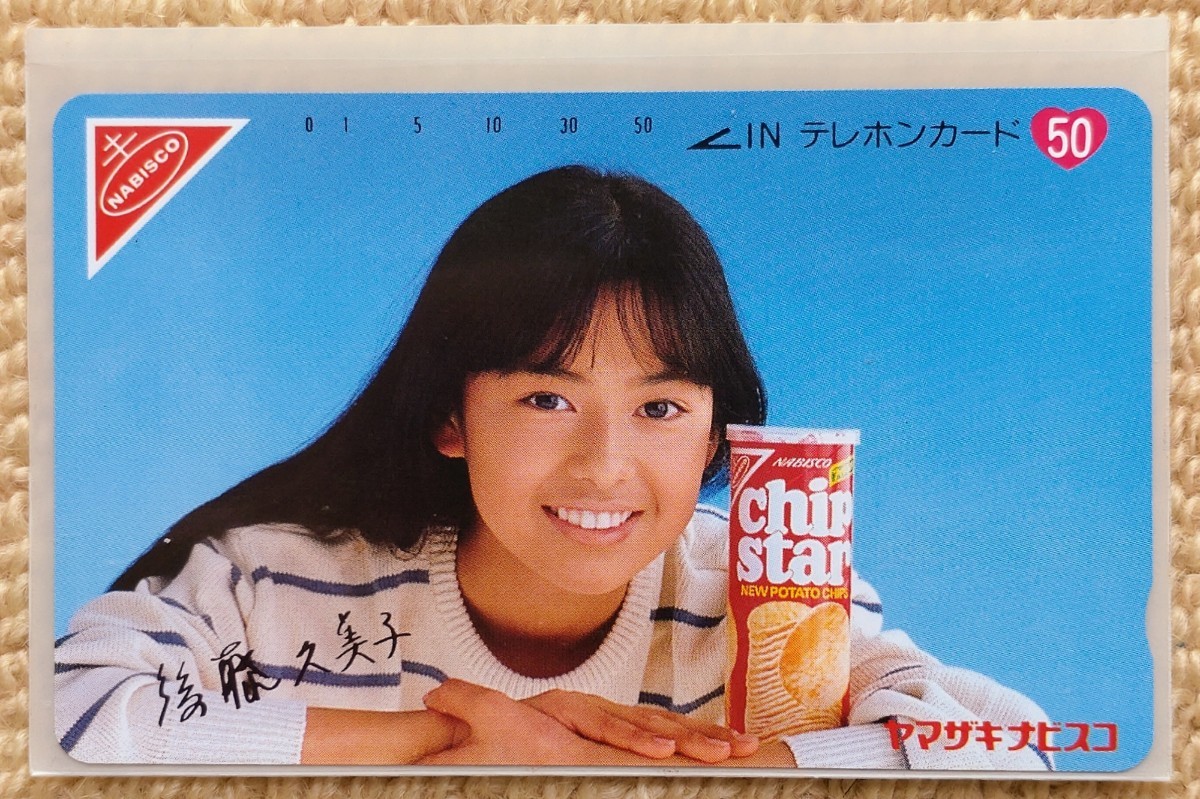 NABISCO
0 1 5 10 30 50
IN テレホンカード 50
NABISCO
chip
star
NEW POTATO CHIPS
後藤久美子
ヤマザキナビスコ